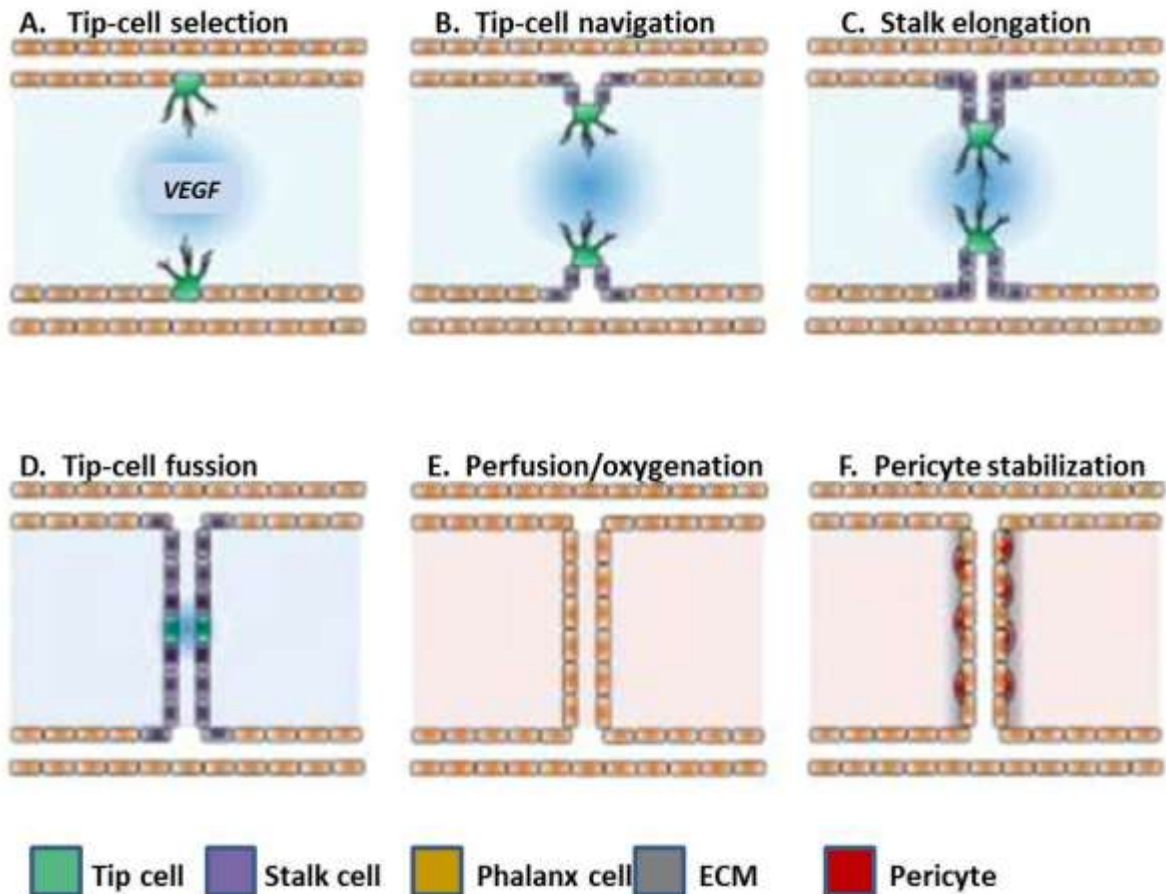 A. Tip-cell selection
B. Tip-cell navigation
C. Stalk elongation
VEGF
D. Tip-cell fussion
E. Perfusion/oxygenation
F. Pericyte stabilization
Tip cell
Stalk cell
Phalanx cell
ECM
Pericyte